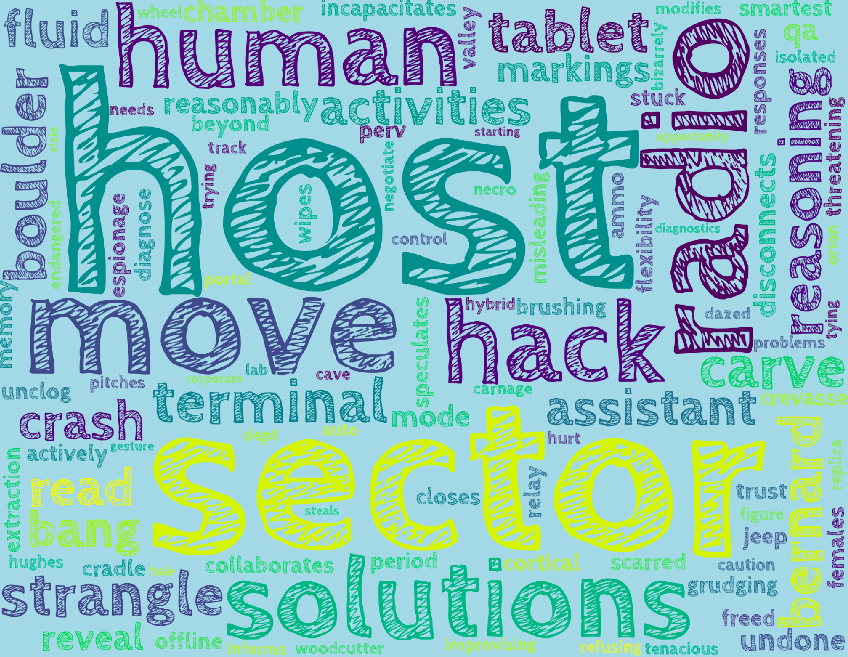 fluid
wheel
chamber
incapacitates
human
valley
tablet
modifies
smartest
qa
isolated
markings
bizarrely
radio
responses
boulder
needs
reasonably
activities
beyond
perv
starting
stuck
opportunity
reasoning
threatening
host
track
trying
negotiate
necro
misleading
ammo
flexibility
disconnects
diagnostics
orion
endangered
espionage
diagnose
wipes
control
portal
memory
move
speculates
hybrid
brushing
hack
dazed
problems
tying
carve
crevasse
unclog
pitches
corporate
lab
cave
carnage
terminal
mode
assistant
crash
gesture
dept
hurt
actively
sector
bernard
replica
extraction
read
steals
closes
relay
trust
figure
jeep
females
bang
hughes
cradle
collaborates
period
cortical
scarred
caution
grudging
strangle
solutions
freed
undone
reveal
offline
informs
woodcutter
improvising
refusing
tenacious